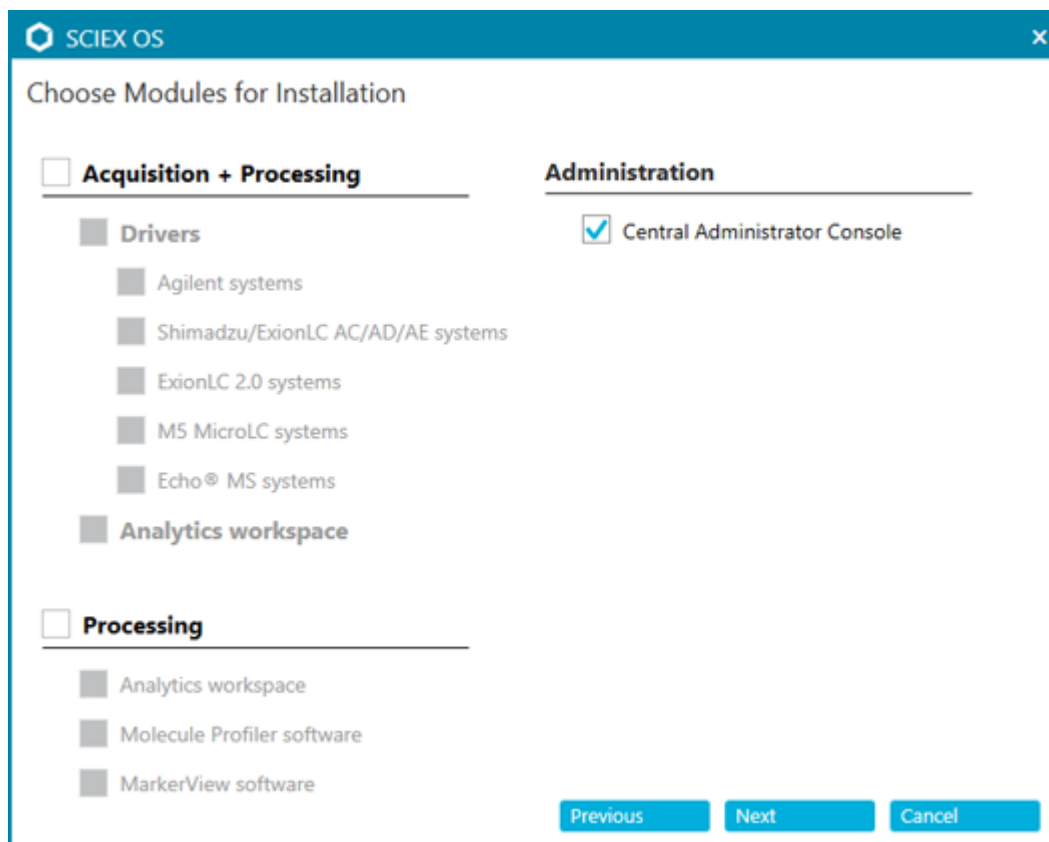 SCIEX OS
Choose Modules for Installation
Acquisition + Processing
Drivers
Agilent systems
Shimadzu/ExionLC AC/AD/AE systems
ExionLC 2.0 systems
M5 MicroLC systems
Echo® MS systems
Analytics workspace
Processing
Analytics workspace
Molecule Profiler software
MarkerView software
Administration
Central Administrator Console
Previous Next Cancel